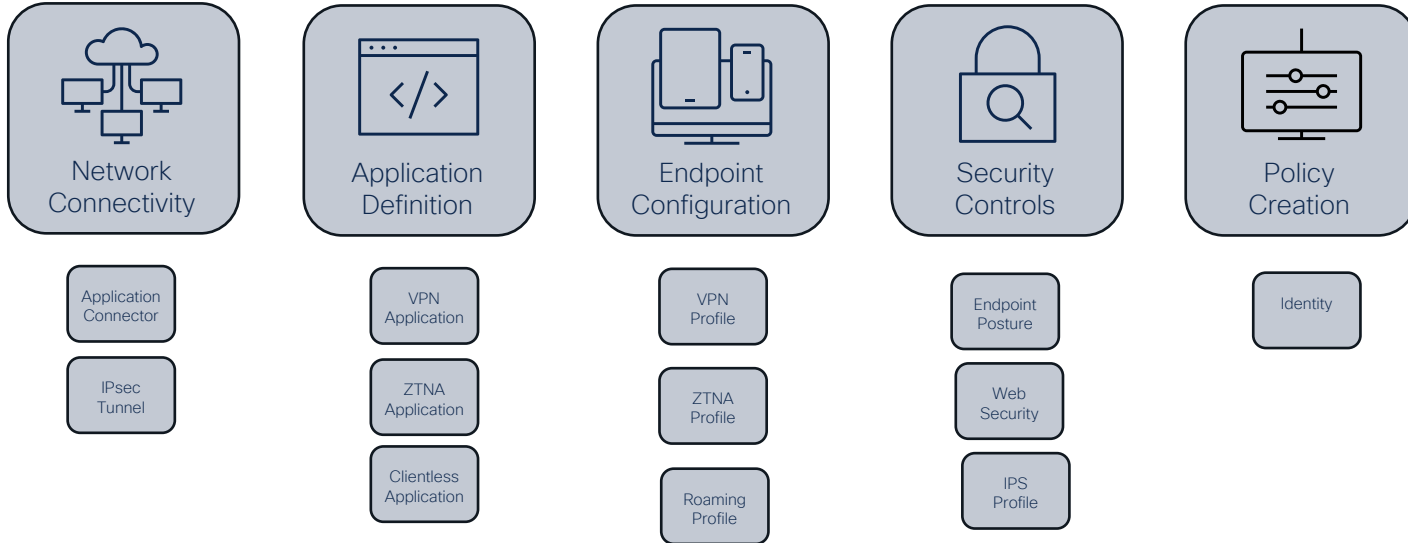 Network
Connectivity
Application
Definition
Endpoint
Configuration
Security
Controls
Policy
Creation
Application
Connector
IPsec
Tunnel
VPN
Application
ZTNA
Application
Clientless
Application
VPN
Profile
ZTNA
Profile
Roaming
Profile
Endpoint
Posture
Web
Security
IPS
Profile
Identity